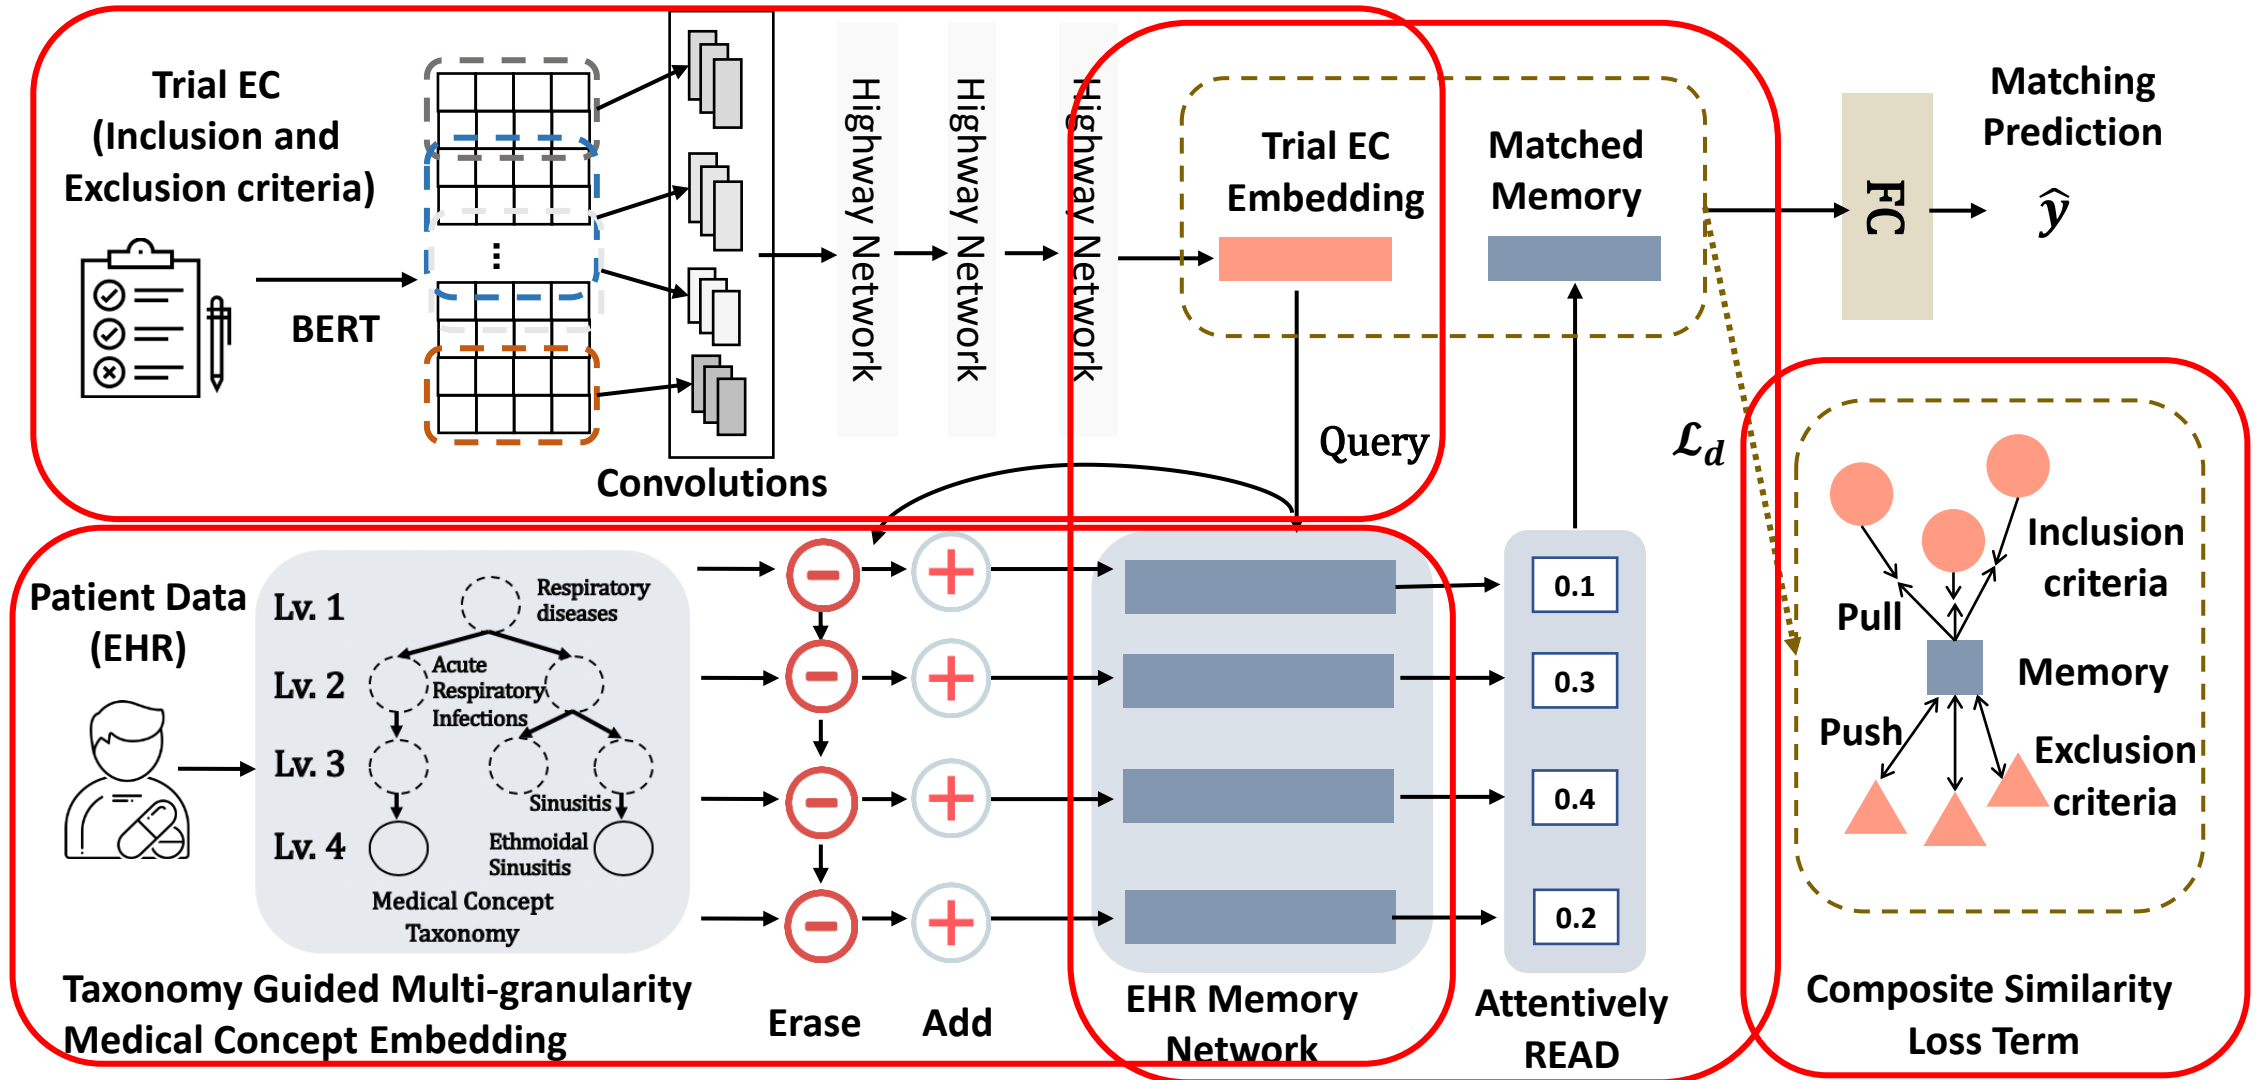 Trial EC
(Inclusion and
Exclusion criteria)
BERT
...
Convolutions
Highway Network
Highway Network
Highway Network
Trial EC
Embedding
Matched
Memory
FC
Matching
Prediction
ŷ
Query
ℒ_d
Patient Data
(EHR)
Lv. 1
Respiratory
diseases
Lv. 2
Acute
Respiratory
Infections
Lv. 3
Sinusitis
Lv. 4
Ethmoidal
Sinusitis
Medical Concept
Taxonomy
Taxonomy Guided Multi-granularity
Medical Concept Embedding
Erase
Add
EHR Memory
Network
0.1
0.3
0.4
0.2
Attentively
READ
Inclusion
criteria
Pull
Memory
Push
Exclusion
criteria
Composite Similarity
Loss Term